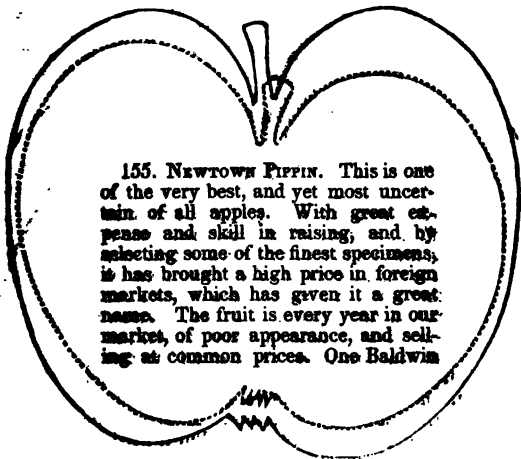 155. NEWTOWN PIPPIN. This is one
of the very best, and yet most uncer-
tain of all apples. With great ex-
pense and skill in raising, and by
selecting some of the finest specimens,
it has brought a high price in foreign
markets, which has given it a great
name. The fruit is every year in our
market, of poor appearance, and sell-
ing at common prices. One Baldwin